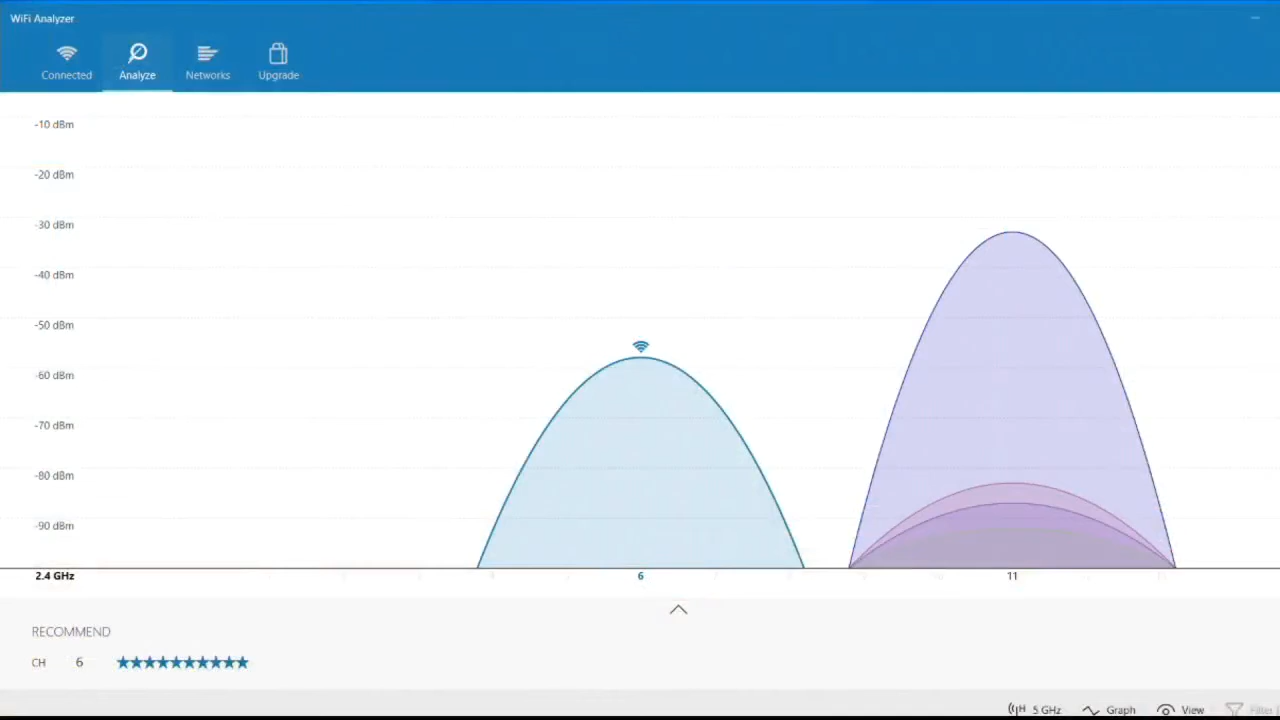 WiFi Analyzer
Connected Analyze Networks Upgrade
-10 dBm
-20 dBm
-30 dBm
-40 dBm
-50 dBm
-60 dBm
-70 dBm
-80 dBm
-90 dBm
2.4 GHz 6 11
RECOMMEND
CH 6 ★★★★★★★★★★
5 GHz Graph View Filter